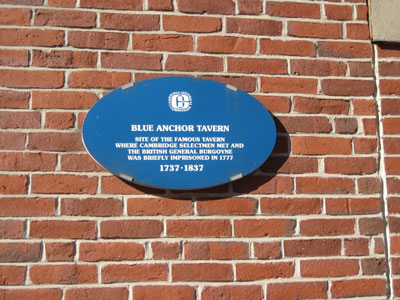 BLUE ANCHOR TAVERN
SITE OF THE FAMOUS TAVERN
WHERE CAMBRIDGE SELECTMEN MET AND
THE BRITISH GENERAL BURGOYNE
WAS BRIEFLY IMPRISONED IN 1777
1737-1837